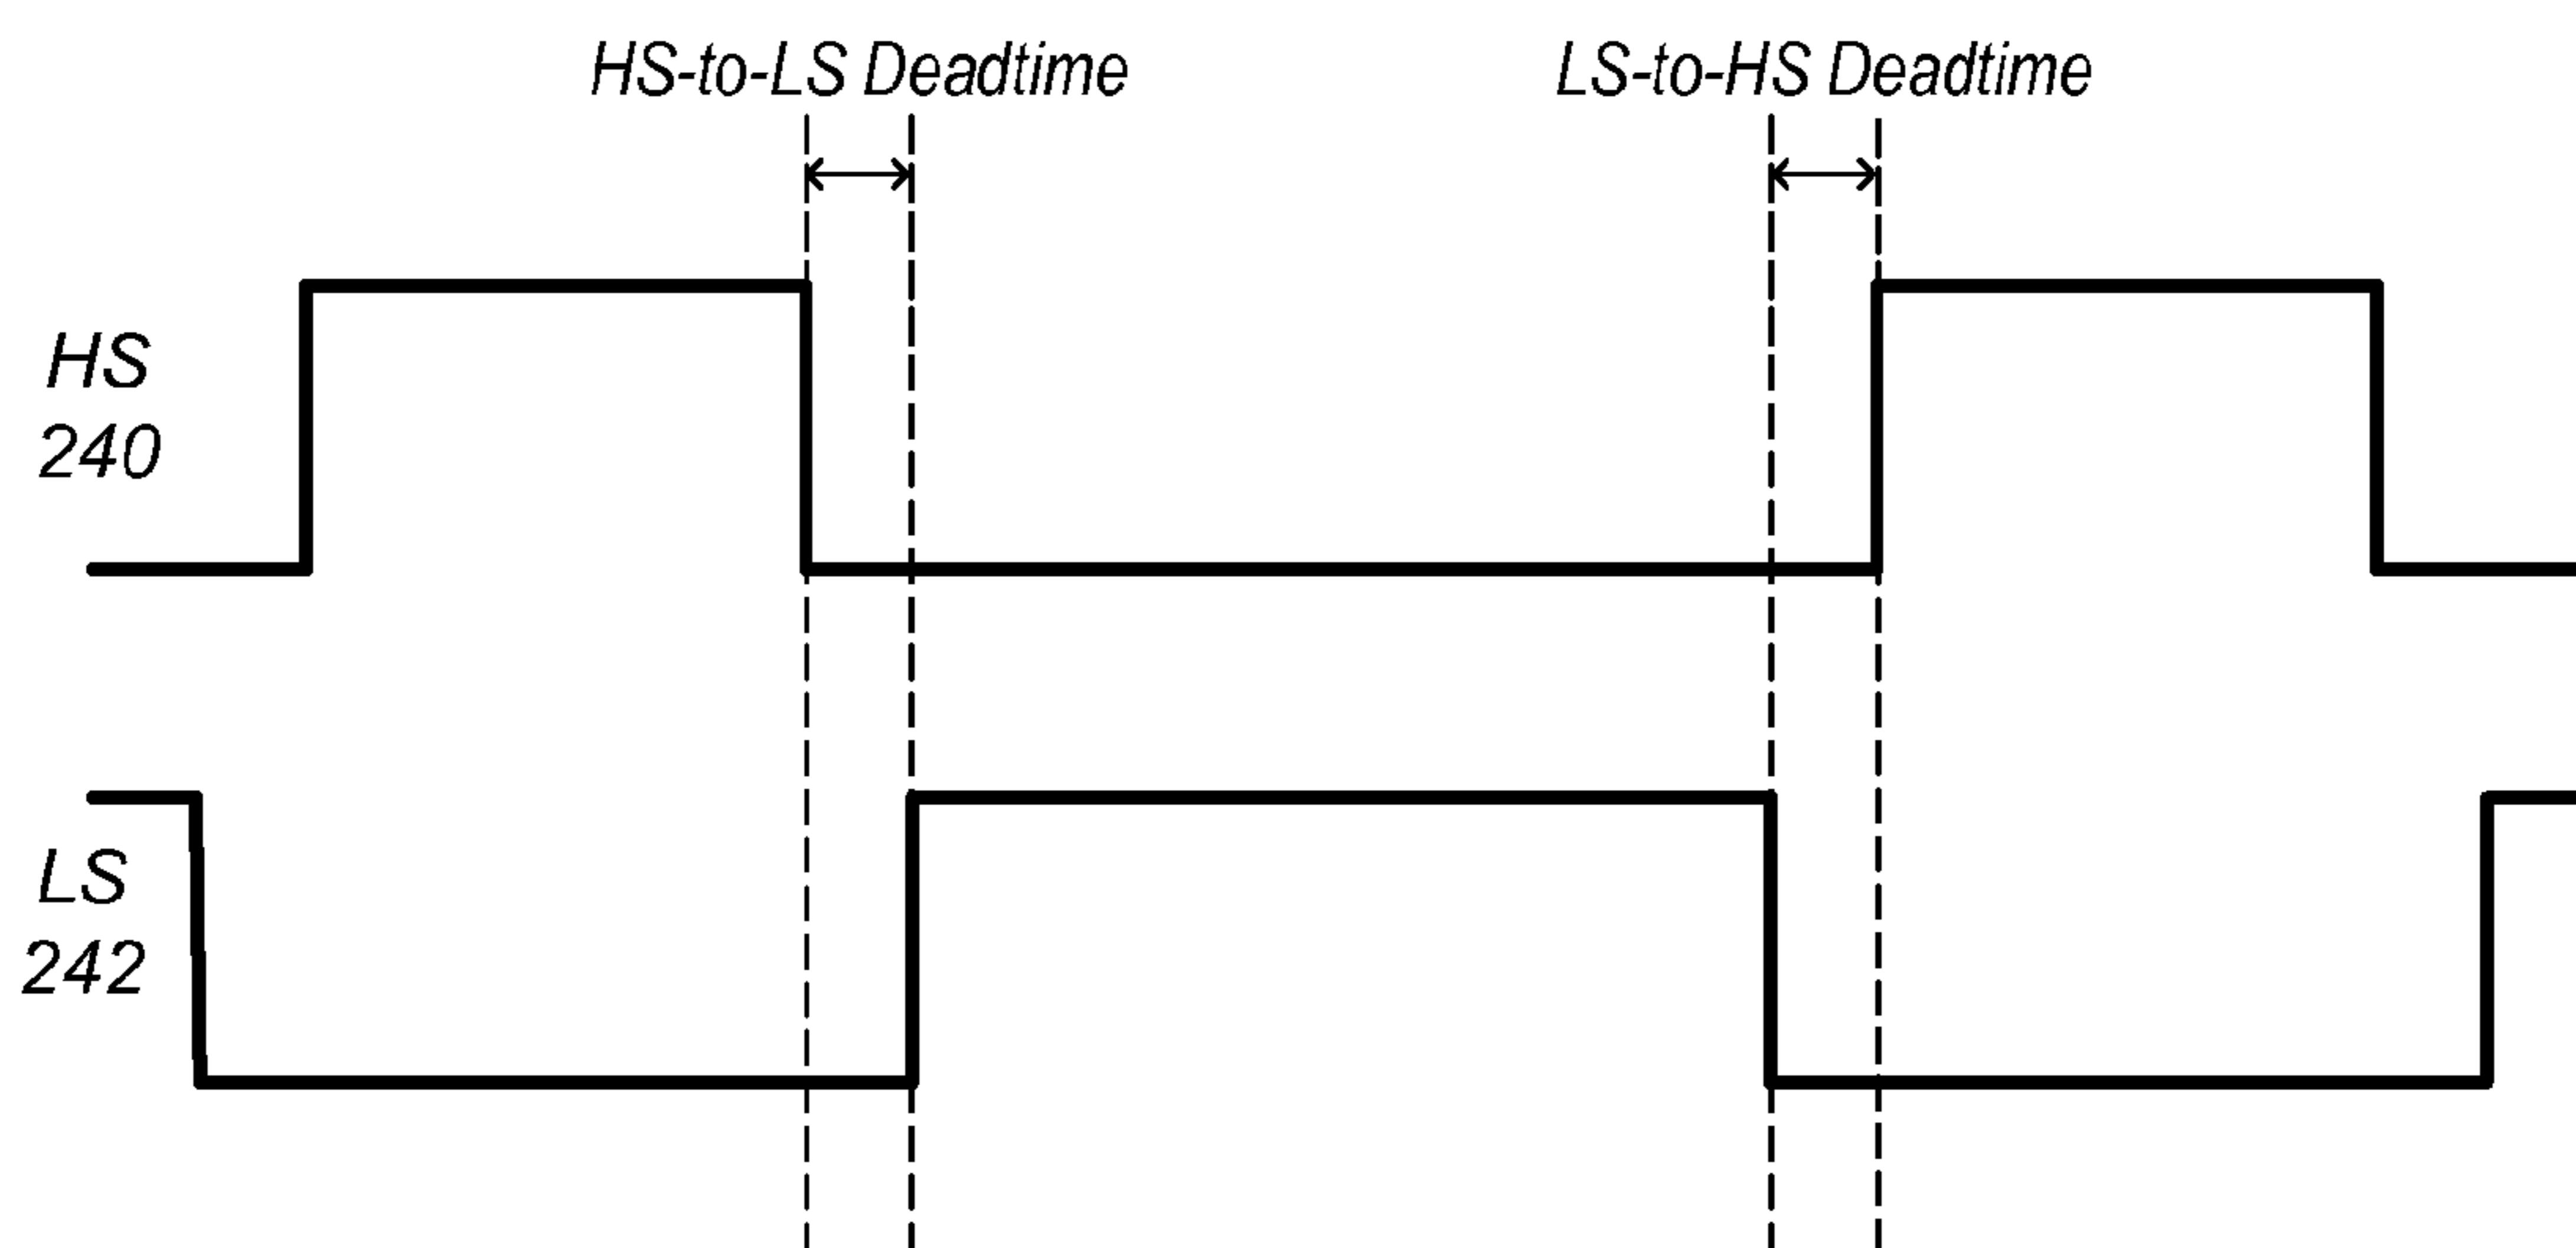 HS-to-LS Deadtime
LS-to-HS Deadtime
HS
240
LS
242